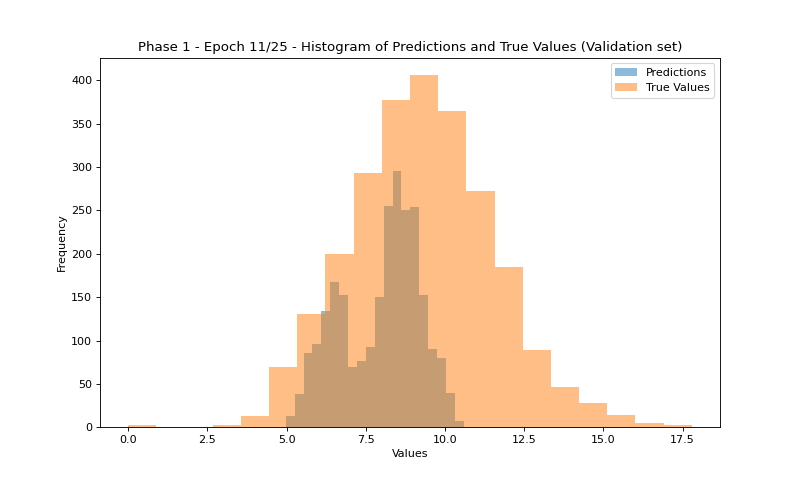 Phase 1 - Epoch 11/25 - Histogram of Predictions and True Values (Validation set)
Predictions
True Values
400
350
300
250
200
150
100
50
0
Frequency
0.0 2.5 5.0 7.5 10.0 12.5 15.0 17.5
Values